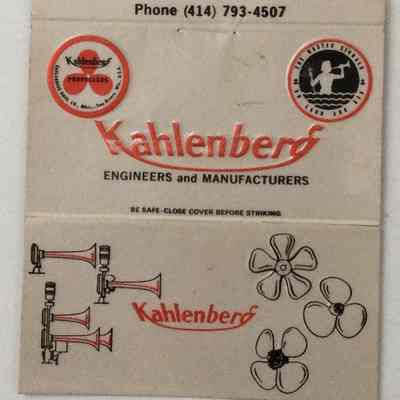 Phone (414) 793-4507
Kahlenberg
PROPELLERS
Kahlenberg
ENGINEERS and MANUFACTURERS
BE SAFE-CLOSE COVER BEFORE STRIKING
Kahlenberg